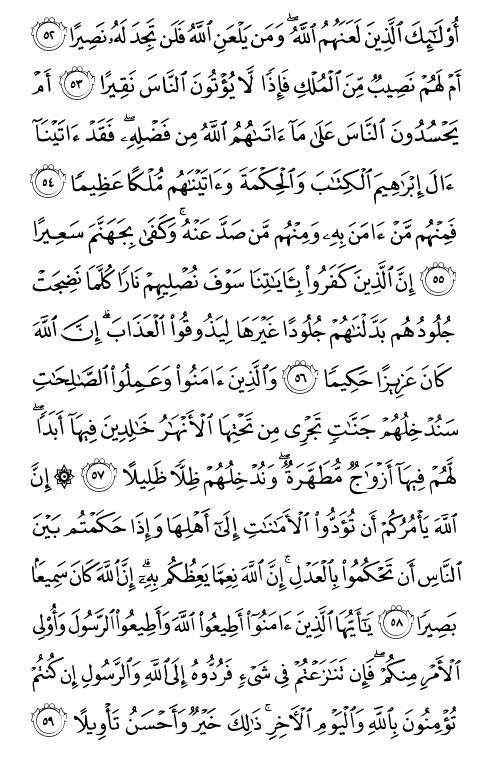 أُوْلَـٰٓئِكَ ٱلَّذِينَ لَعَنَهُمُ ٱللَّهُۖ وَمَن يَلْعَنِ ٱللَّهُ فَلَن تَجِدَ لَهُۥ نَصِيرًا ٥٢
أَمْ لَهُمْ نَصِيبٌ مِّنَ ٱلْمُلْكِ فَإِذًا لَّا يُؤْتُونَ ٱلنَّاسَ نَقِيرًا ٥٣ أَمْ
يَحْسُدُونَ ٱلنَّاسَ عَلَىٰ مَآ ءَاتَىٰهُمُ ٱللَّهُ مِن فَضْلِهِۦۖ فَقَدْ ءَاتَيْنَآ
ءَالَ إِبْرَٰهِيمَ ٱلْكِتَـٰبَ وَٱلْحِكْمَةَ وَءَاتَيْنَـٰهُم مُّلْكًا عَظِيمًا ٥٤
فَمِنْهُم مَّنْ ءَامَنَ بِهِۦ وَمِنْهُم مَّن صَدَّ عَنْهُۚ وَكَفَىٰ بِجَهَنَّمَ سَعِيرًا
٥٥ إِنَّ ٱلَّذِينَ كَفَرُواْ بِـَٔايَـٰتِنَا سَوْفَ نُصْلِيهِمْ نَارًا كُلَّمَا نَضِجَتْ
جُلُودُهُم بَدَّلْنَـٰهُمْ جُلُودًا غَيْرَهَا لِيَذُوقُواْ ٱلْعَذَابَۗ إِنَّ ٱللَّهَ
كَانَ عَزِيزًا حَكِيمًا ٥٦ وَٱلَّذِينَ ءَامَنُواْ وَعَمِلُواْ ٱلصَّـٰلِحَـٰتِ
سَنُدْخِلُهُمْ جَنَّـٰتٍ تَجْرِى مِن تَحْتِهَا ٱلْأَنْهَـٰرُ خَـٰلِدِينَ فِيهَآ أَبَدًاۖ
لَّهُمْ فِيهَآ أَزْوَٰجٌ مُّطَهَّرَةٌۖ وَنُدْخِلُهُمْ ظِلًّا ظَلِيلًا ٥٧ ۞ إِنَّ
ٱللَّهَ يَأْمُرُكُمْ أَن تُؤَدُّواْ ٱلْأَمَـٰنَـٰتِ إِلَىٰٓ أَهْلِهَا وَإِذَا حَكَمْتُم بَيْنَ
ٱلنَّاسِ أَن تَحْكُمُواْ بِٱلْعَدْلِۚ إِنَّ ٱللَّهَ نِعِمَّا يَعِظُكُم بِهِۦٓۗ إِنَّ ٱللَّهَ كَانَ سَمِيعًۢا
بَصِيرًا ٥٨ يَـٰٓأَيُّهَا ٱلَّذِينَ ءَامَنُوٓاْ أَطِيعُواْ ٱللَّهَ وَأَطِيعُواْ ٱلرَّسُولَ وَأُوْلِى
ٱلْأَمْرِ مِنكُمْۖ فَإِن تَنَـٰزَعْتُمْ فِى شَىْءٍ فَرُدُّوهُ إِلَى ٱللَّهِ وَٱلرَّسُولِ إِن كُنتُمْ
تُؤْمِنُونَ بِٱللَّهِ وَٱلْيَوْمِ ٱلْـَٔاخِرِۚ ذَٰلِكَ خَيْرٌ وَأَحْسَنُ تَأْوِيلًا ٥٩